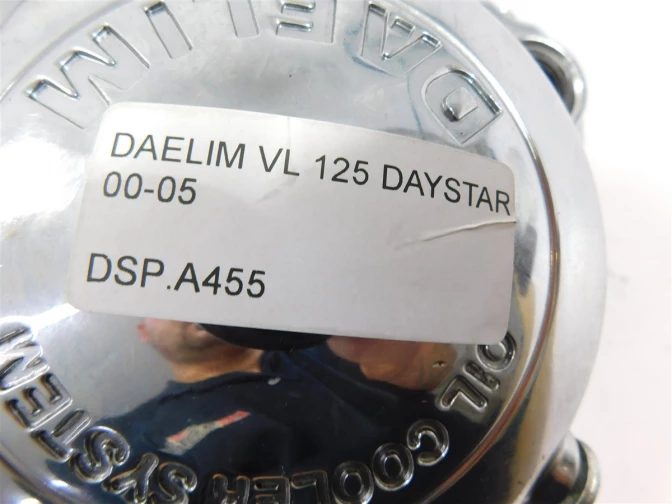 DAELIM
DAELIM VL 125 DAYSTAR
00-05
DSP.A455
OIL COOLER SYSTEM